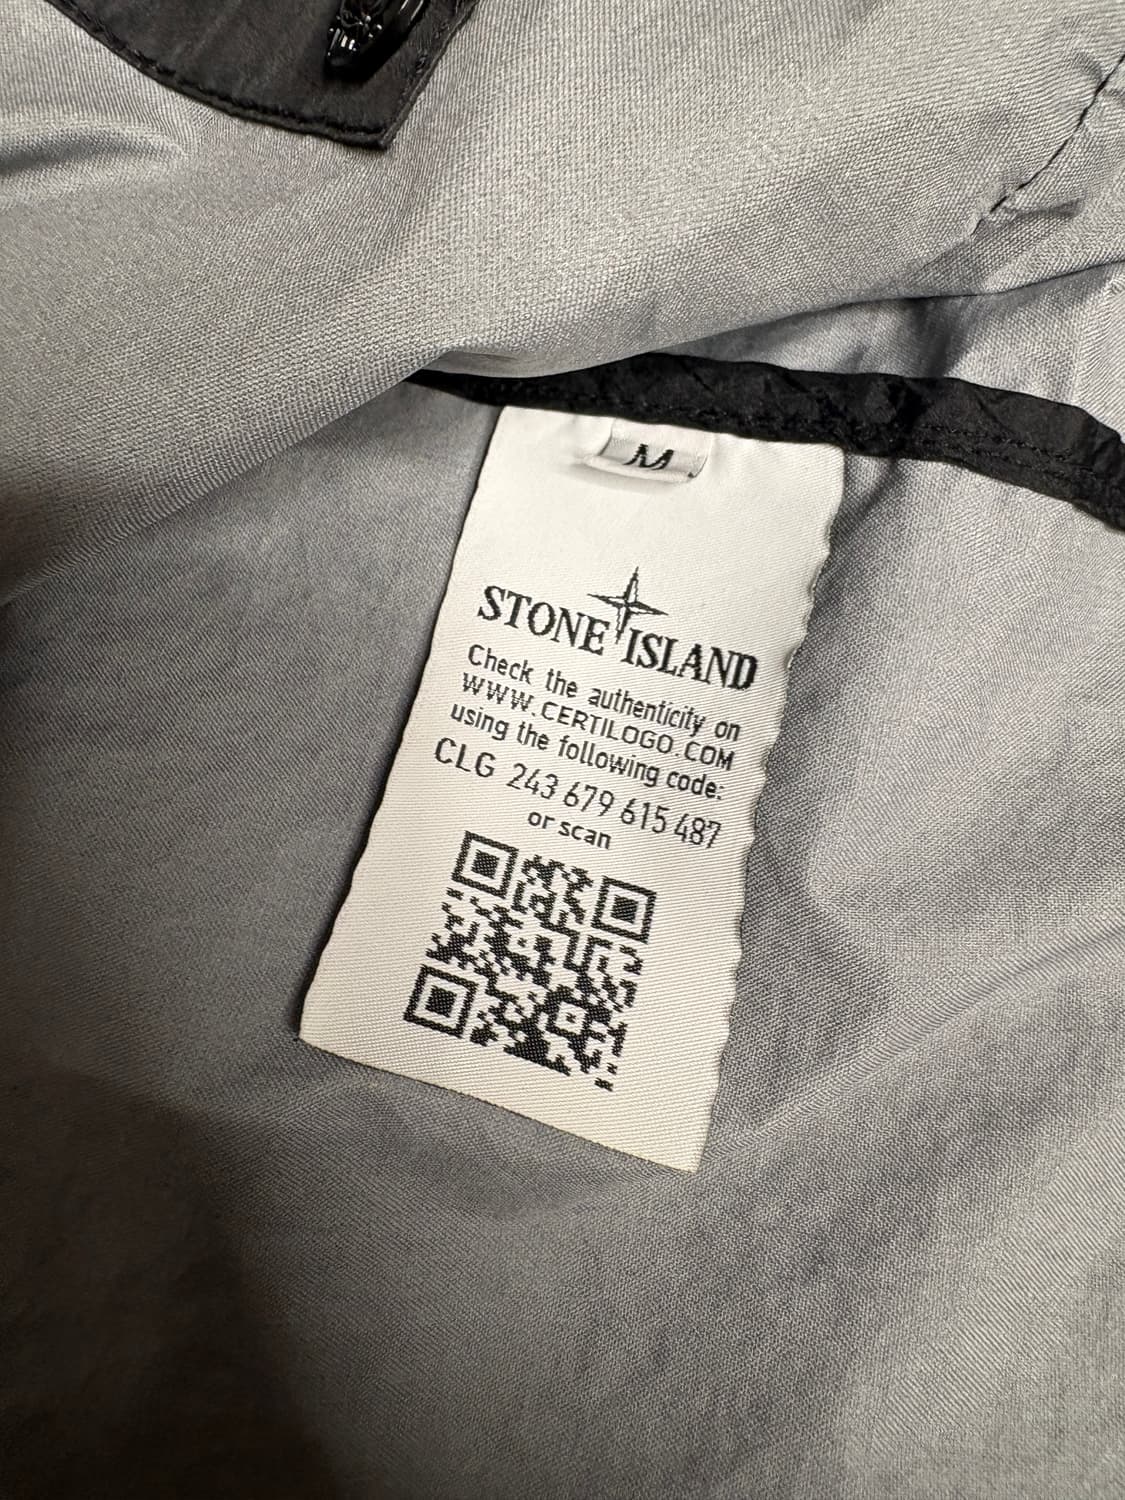 M
STONE ISLAND
Check the authenticity on
WWW.CERTILOGO.COM
using the following code:
CLG 243 679 615 487
or scan